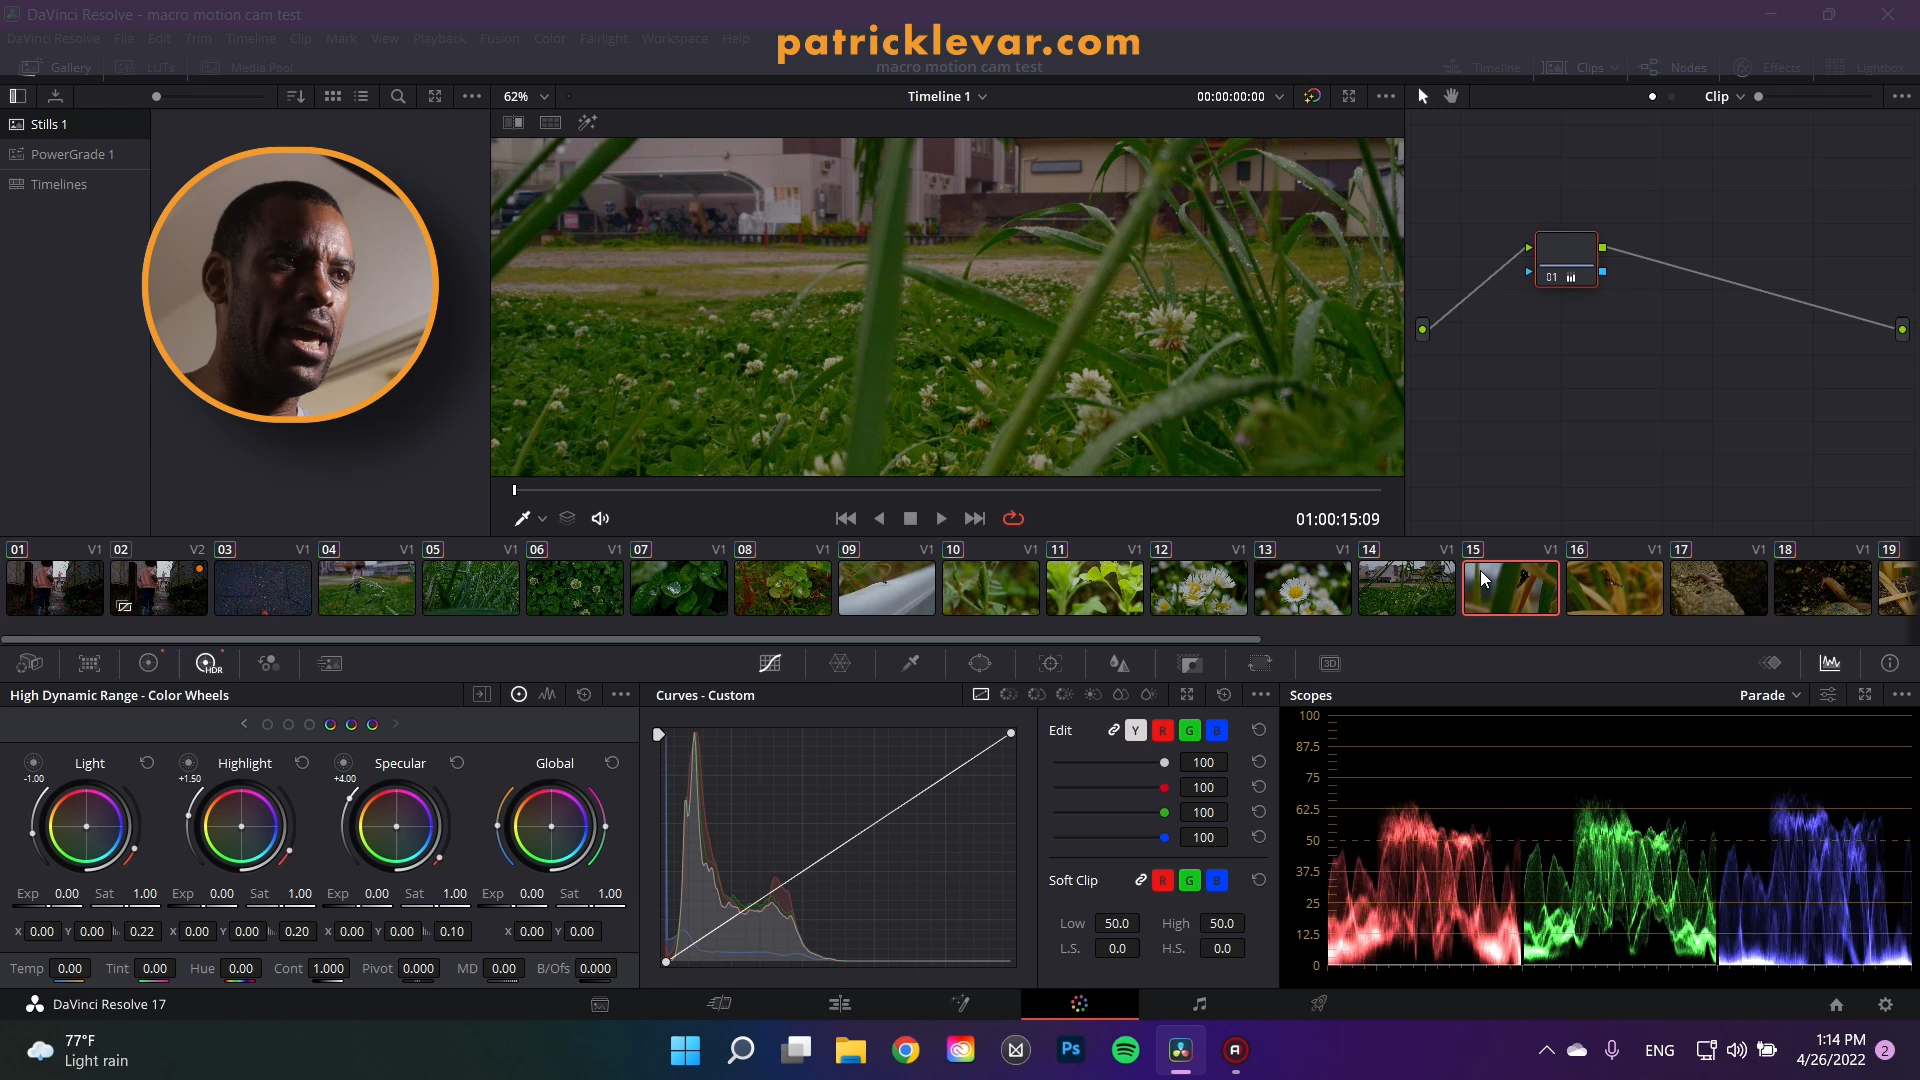 DaVinci Resolve - macro motion cam test
patricklevar.com
DaVinci Resolve File Edit Trim Timeline Clip Mark View Playback Fusion Color Fairlight Workspace Help
Gallery LUTs Media Pool macro motion cam test Timeline Clips Nodes Effects Lightbox
62% Timeline 1 00:00:00:00 Clip
Stills 1
PowerGrade 1
Timelines
01
01:00:15:09
01 V1 02 V2 03 V1 04 V1 05 V1 06 V1 07 V1 08 V1 09 V1 10 V1 11 V1 12 V1 13 V1 14 V1 15 V1 16 V1 17 V1 18 V1 19
HDR 3D
High Dynamic Range - Color Wheels Curves - Custom Scopes Parade
Light Highlight Specular Global
-1.00 +1.50 +4.00
Exp 0.00 Sat 1.00 Exp 0.00 Sat 1.00 Exp 0.00 Sat 1.00 Exp 0.00 Sat 1.00
X 0.00 Y 0.00 0.22 X 0.00 Y 0.00 0.20 X 0.00 Y 0.00 0.10 X 0.00 Y 0.00
Temp 0.00 Tint 0.00 Hue 0.00 Cont 1.000 Pivot 0.000 MD 0.00 B/Ofs 0.000
Edit Y R G B
100
100
100
100
Soft Clip R G B
Low 50.0 High 50.0
L.S. 0.0 H.S. 0.0
100
87.5
75
62.5
50
37.5
25
12.5
0
DaVinci Resolve 17
77°F
Light rain
Ps
ENG
1:14 PM
4/26/2022
2